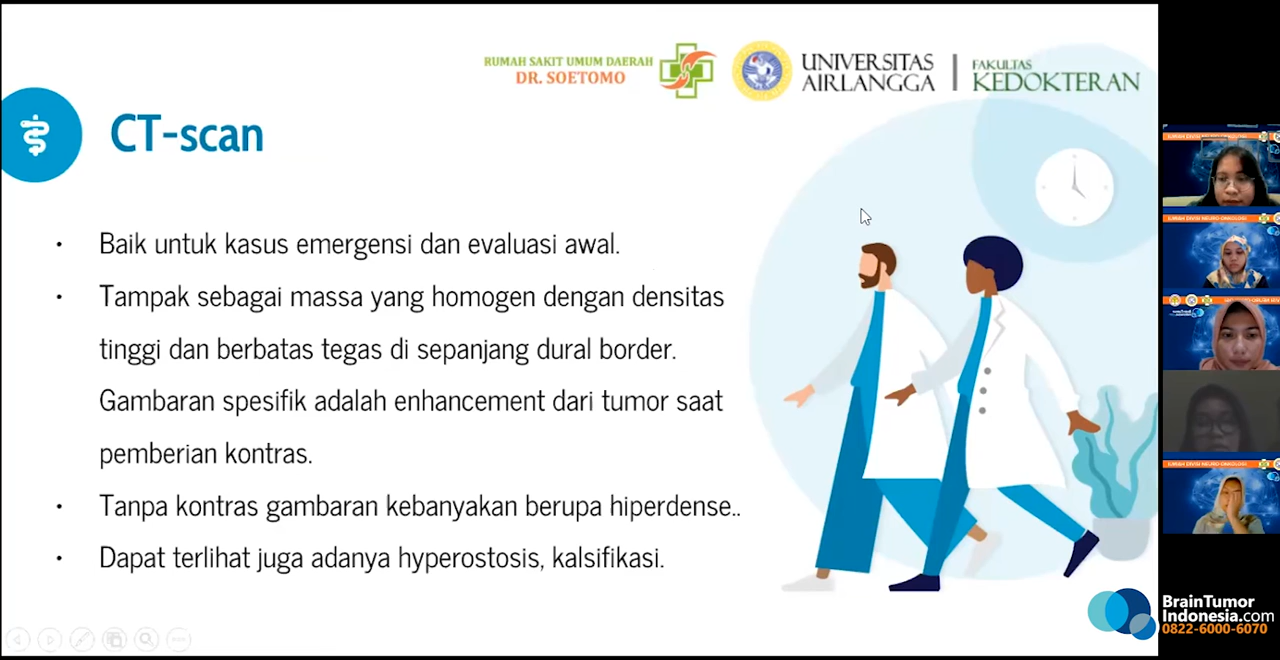 RUMAH SAKIT UMUM DAERAH
DR. SOETOMO
UNIVERSITAS
AIRLANGGA
FAKULTAS
KEDOKTERAN
CT-scan
• Baik untuk kasus emergensi dan evaluasi awal.
• Tampak sebagai massa yang homogen dengan densitas
tinggi dan berbatas tegas di sepanjang dural border.
Gambaran spesifik adalah enhancement dari tumor saat
pemberian kontras.
• Tanpa kontras gambaran kebanyakan berupa hiperdense..
• Dapat terlihat juga adanya hyperostosis, kalsifikasi.
BrainTumor
Indonesia.com
0822-6000-6070